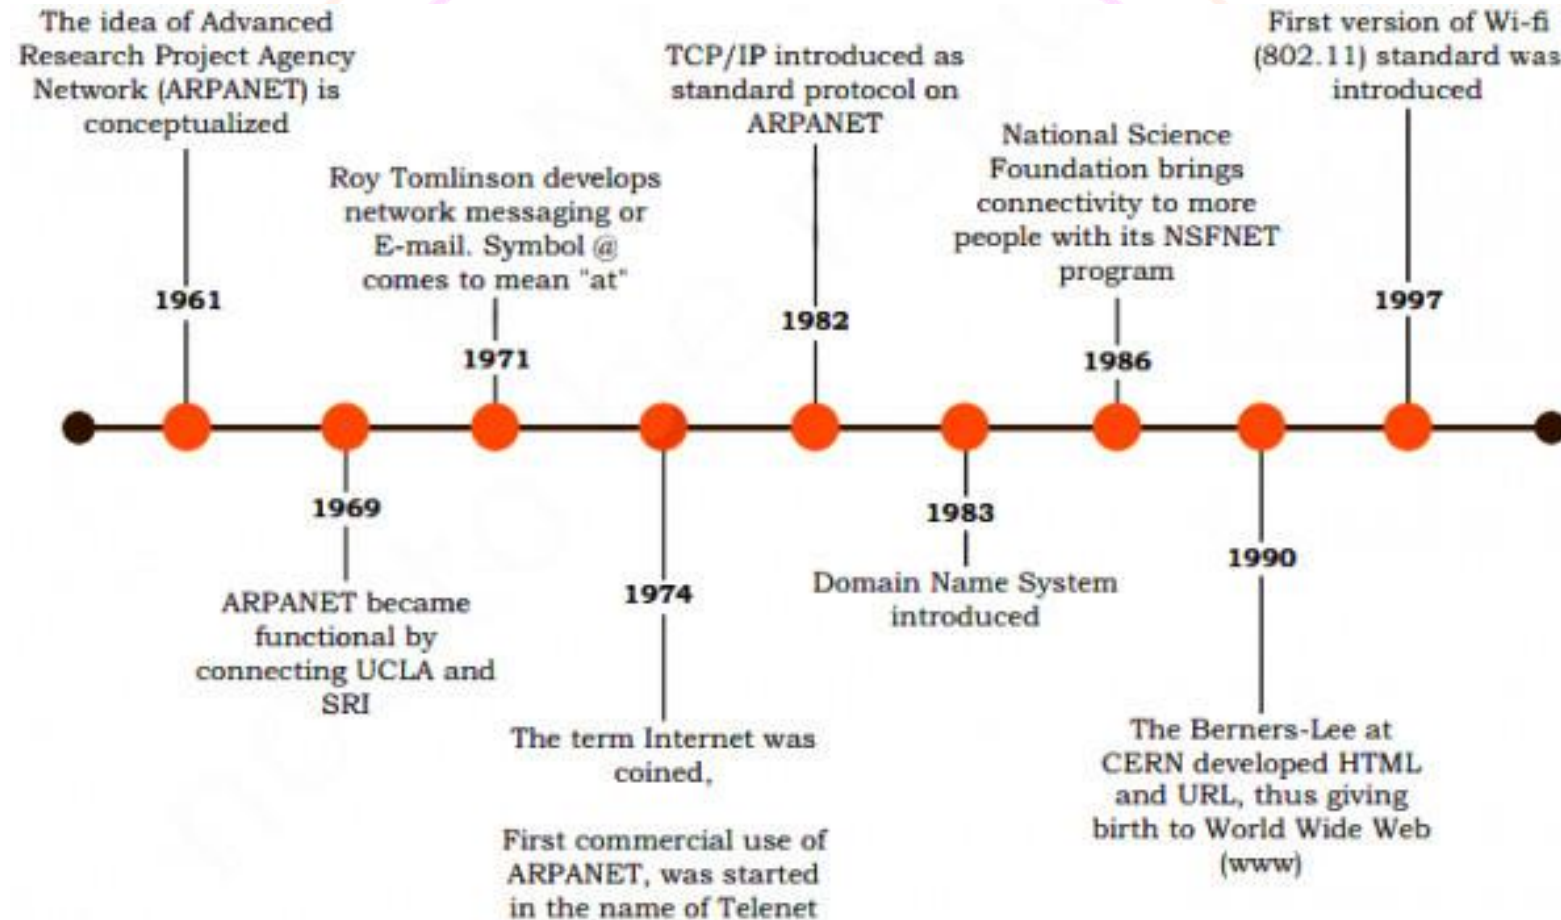 The idea of Advanced
Research Project Agency
Network (ARPANET) is
conceptualized
1961
1969
ARPANET became
functional by
connecting UCLA and
SRI
Roy Tomlinson develops
network messaging or
E-mail. Symbol @
comes to mean "at"
1971
1974
The term Internet was
coined,
First commercial use of
ARPANET, was started
in the name of Telenet
TCP/IP introduced as
standard protocol on
ARPANET
1982
1983
Domain Name System
introduced
National Science
Foundation brings
connectivity to more
people with its NSFNET
program
1986
1990
The Berners-Lee at
CERN developed HTML
and URL, thus giving
birth to World Wide Web
(www)
First version of Wi-fi
(802.11) standard was
introduced
1997